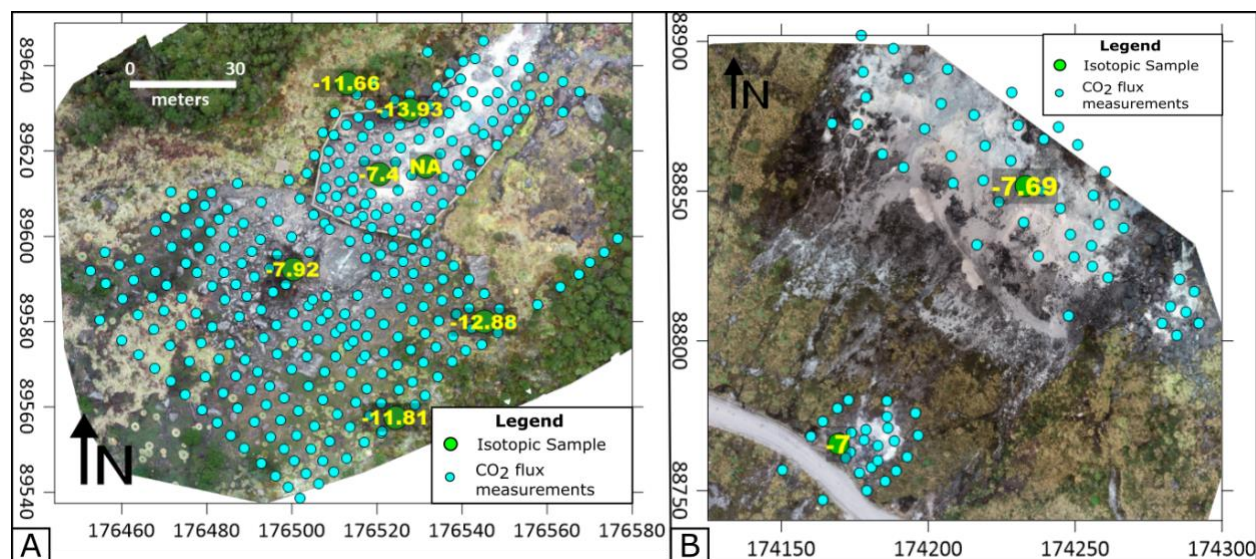 89640
89620
89600
89580
89560
89540
0 30
meters
-11.66
-13.93
-7.4
NA
-7.92
-12.88
-11.81
N
Legend
Isotopic Sample
CO2 flux
measurements
A
176460 176480 176500 176520 176540 176560 176580
88900
88850
88800
88750
N
Legend
Isotopic Sample
CO2 flux
measurements
-7.69
-7
B
174150 174200 174250 174300